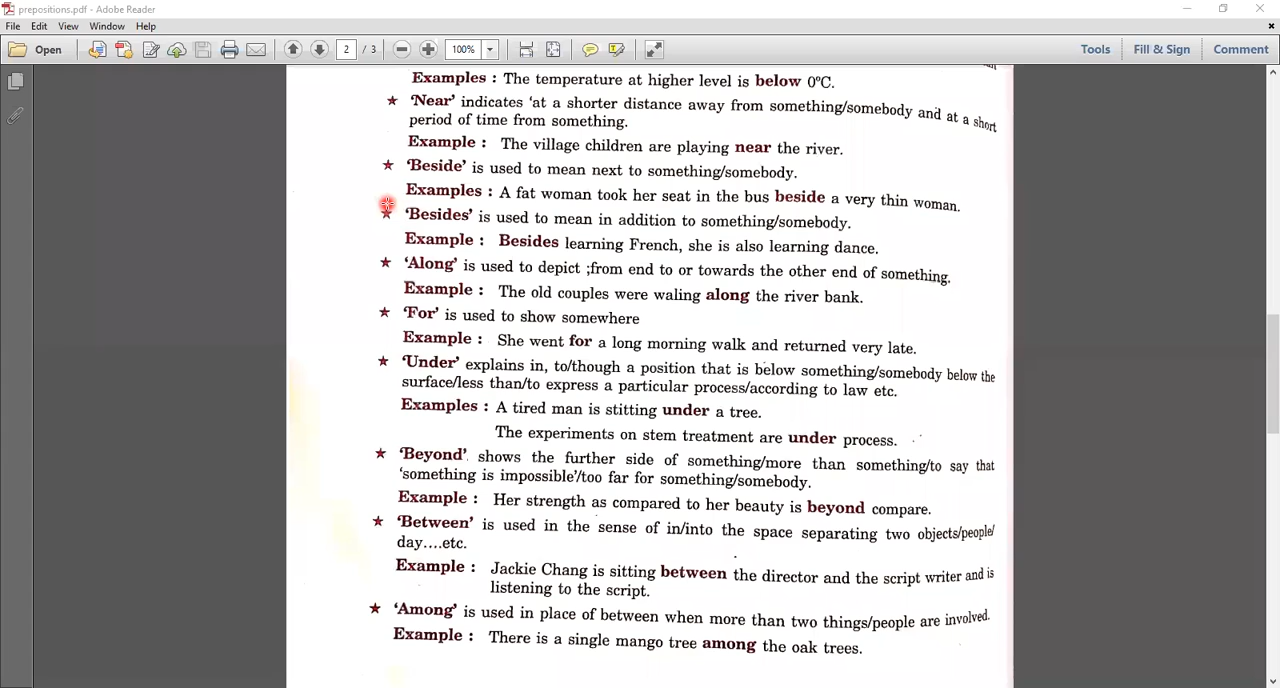 prepositions.pdf - Adobe Reader
File Edit View Window Help
Open 2 / 3 100% Tools Fill & Sign Comment
Examples : The temperature at higher level is below 0ºC.
★ 'Near' indicates 'at a shorter distance away from something/somebody and at a short
period of time from something.
Example : The village children are playing near the river.
★ 'Beside' is used to mean next to something/somebody.
Examples : A fat woman took her seat in the bus beside a very thin woman.
★ 'Besides' is used to mean in addition to something/somebody.
Example : Besides learning French, she is also learning dance.
★ 'Along' is used to depict ;from end to or towards the other end of something.
Example : The old couples were waling along the river bank.
★ 'For' is used to show somewhere
Example : She went for a long morning walk and returned very late.
★ 'Under' explains in, to/though a position that is below something/somebody below the
surface/less than/to express a particular process/according to law etc.
Examples : A tired man is stitting under a tree.
The experiments on stem treatment are under process.
★ 'Beyond' shows the further side of something/more than something/to say that
'something is impossible'/too far for something/somebody.
Example : Her strength as compared to her beauty is beyond compare.
★ 'Between' is used in the sense of in/into the space separating two objects/people/
day....etc.
Example : Jackie Chang is sitting between the director and the script writer and is
listening to the script.
★ 'Among' is used in place of between when more than two things/people are involved.
Example : There is a single mango tree among the oak trees.